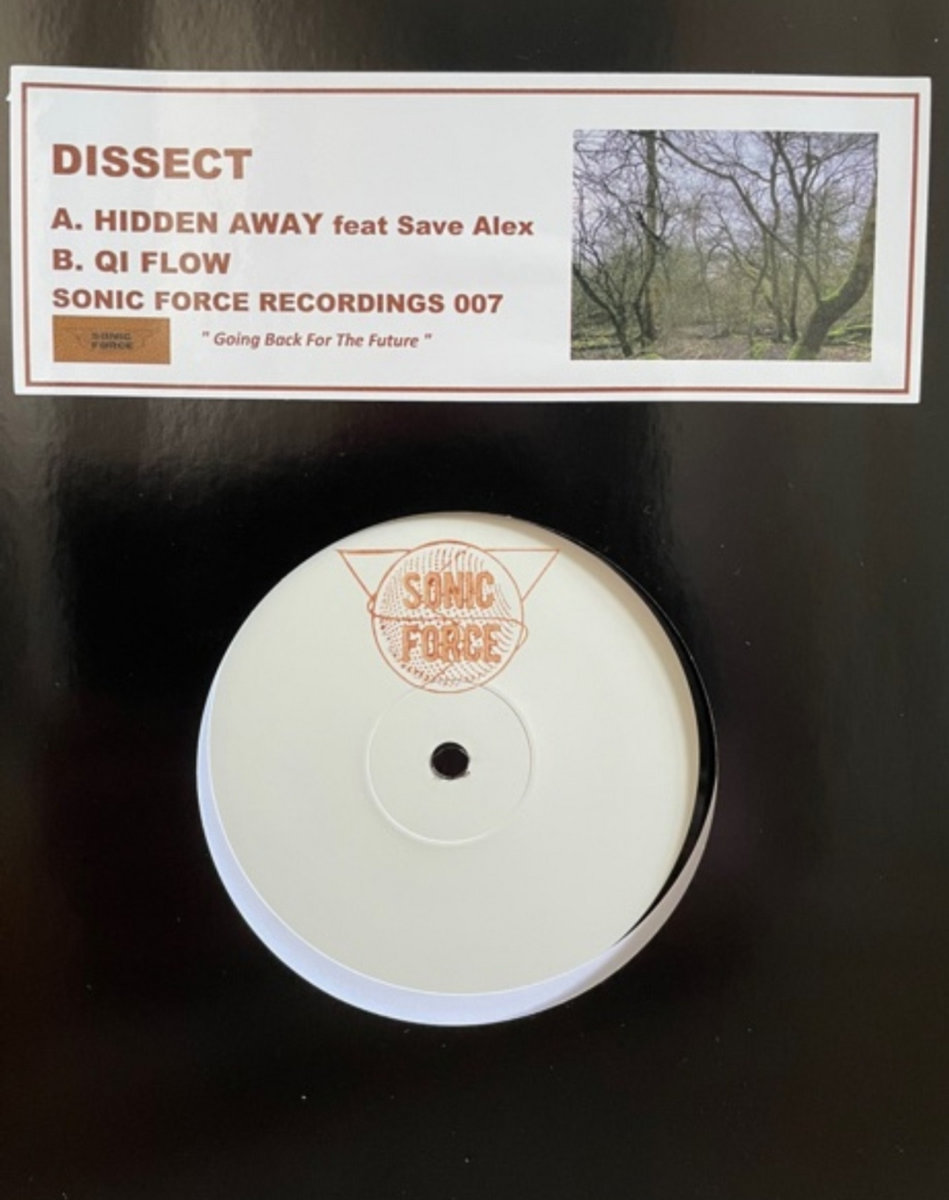 DISSECT
A. HIDDEN AWAY feat Save Alex
B. QI FLOW
SONIC FORCE RECORDINGS 007
SONIC
FORCE
" Going Back For The Future "
SONIC
FORCE